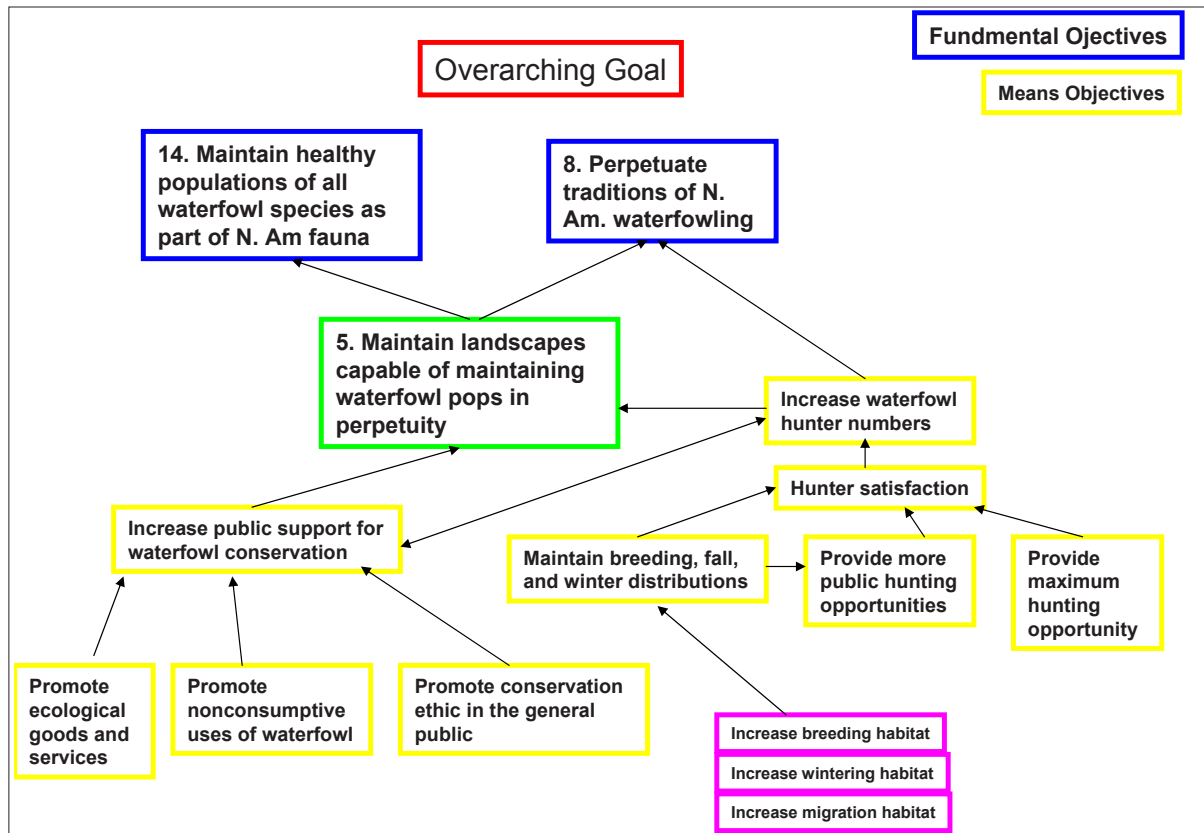 Fundmental Ojectives
Overarching Goal
Means Objectives
14. Maintain healthy
populations of all
waterfowl species as
part of N. Am fauna
8. Perpetuate
traditions of N.
Am. waterfowling
5. Maintain landscapes
capable of maintaining
waterfowl pops in
perpetuity
Increase waterfowl
hunter numbers
Hunter satisfaction
Increase public support for
waterfowl conservation
Maintain breeding, fall,
and winter distributions
Provide more
public hunting
opportunities
Provide
maximum
hunting
opportunity
Promote
ecological
goods and
services
Promote
nonconsumptive
uses of waterfowl
Promote conservation
ethic in the general
public
Increase breeding habitat
Increase wintering habitat
Increase migration habitat